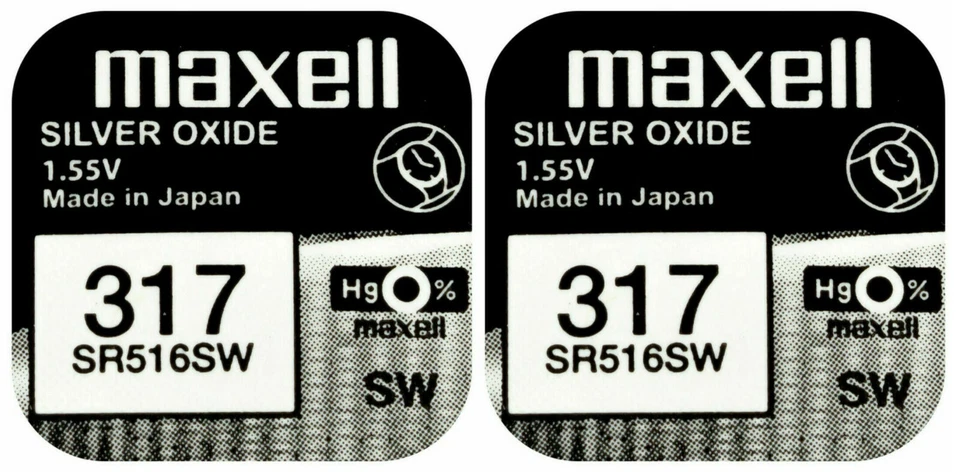 maxell
SILVER OXIDE
1.55V
Made in Japan
317
SR516SW
Hg0%
maxell
SW
maxell
SILVER OXIDE
1.55V
Made in Japan
317
SR516SW
Hg0%
maxell
SW